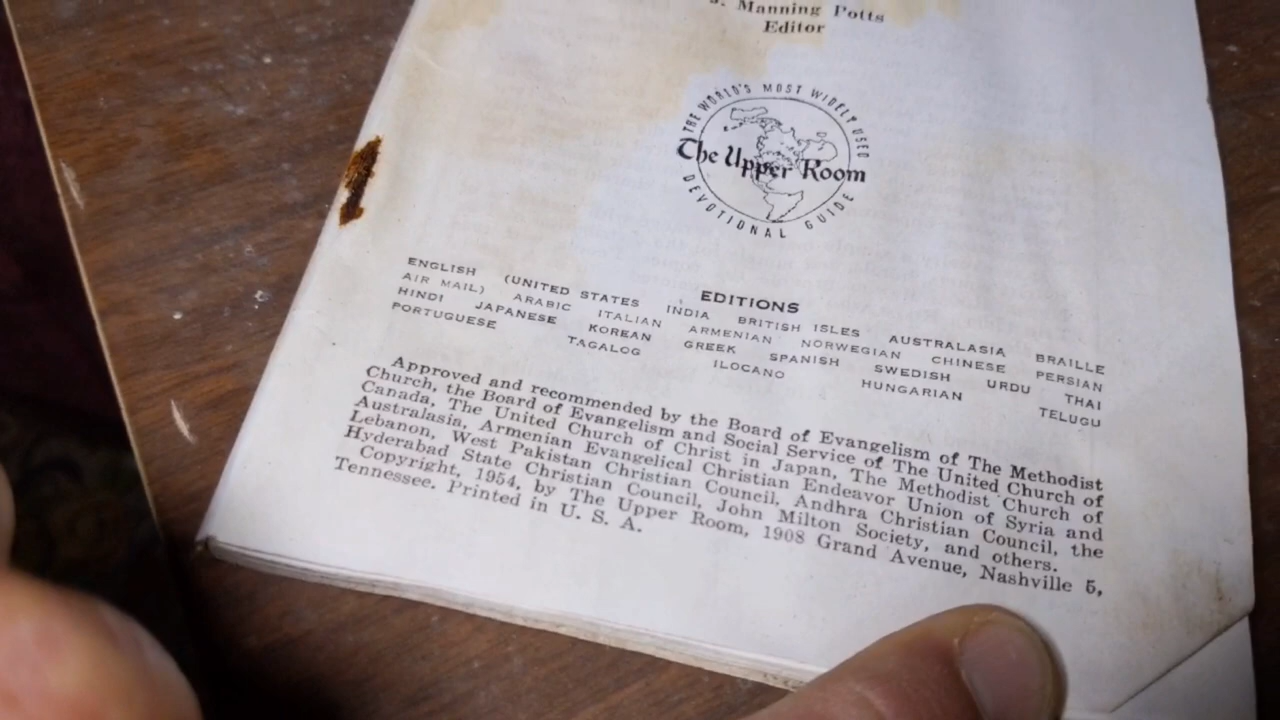 Manning Potts
Editor
THE WORLD'S MOST WIDELY USED
The Upper Room
DEVOTIONAL GUIDE
EDITIONS
ENGLISH (UNITED STATES INDIA BRITISH ISLES AUSTRALASIA BRAILLE
AIR MAIL) ARABIC ITALIAN ARMENIAN NORWEGIAN CHINESE PERSIAN
HINDI JAPANESE KOREAN GREEK SPANISH SWEDISH URDU THAI
PORTUGUESE TAGALOG ILOCANO HUNGARIAN TELUGU
Approved and recommended by the Board of Evangelism of The Methodist
Church, the Board of Evangelism and Social Service of The United Church of
Canada, The United Church of Christ in Japan, The Methodist Church of
Australasia, Armenian Evangelical Christian Endeavor Union of Syria and
Lebanon, West Pakistan Christian Council, Andhra Christian Council, the
Hyderabad State Christian Council, John Milton Society, and others.
Copyright, 1954, by The Upper Room, 1908 Grand Avenue, Nashville 5,
Tennessee. Printed in U. S. A.